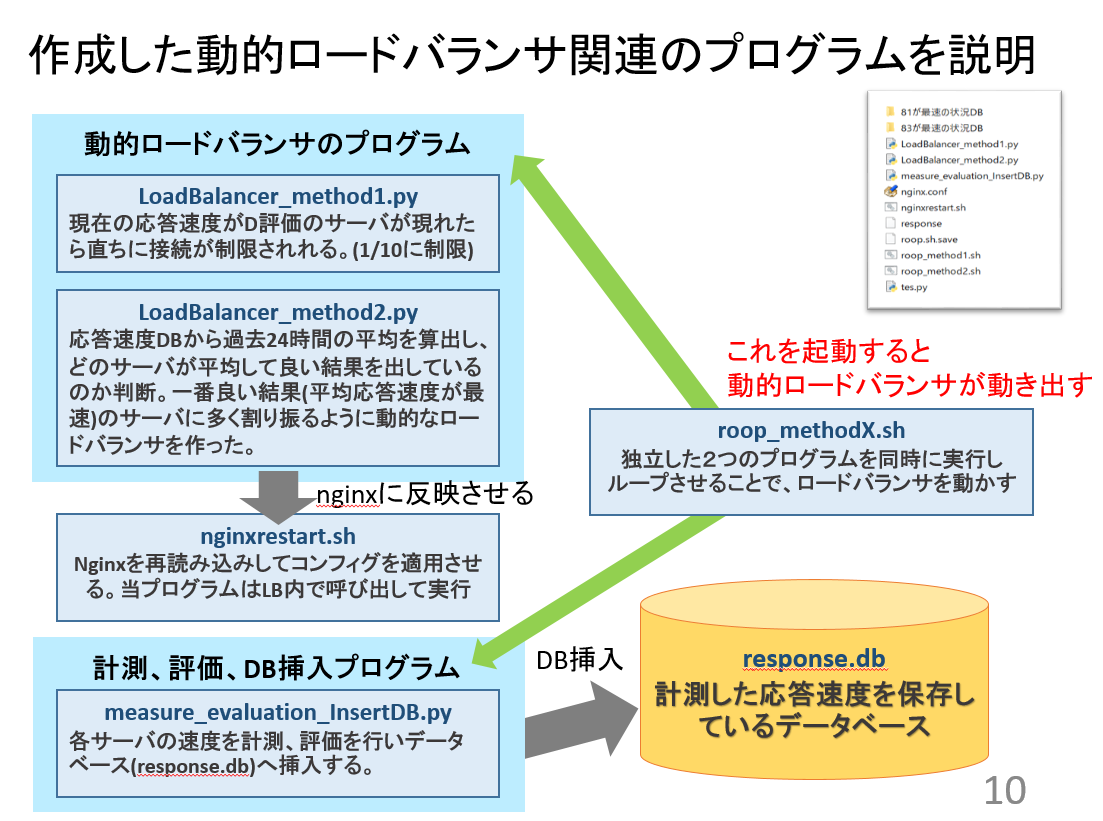 作成した動的ロードバランサ関連のプログラムを説明
動的ロードバランサのプログラム
LoadBalancer_method1.py
現在の応答速度がD評価のサーバが現れた
ら直ちに接続が制限されれる。(1/10に制限)
LoadBalancer_method2.py
応答速度DBから過去24時間の平均を算出し、
どのサーバが平均して良い結果を出している
のか判断。一番良い結果(平均応答速度が最
速)のサーバに多く割り振るように動的なロー
ドバランサを作った。
nginxに反映させる
nginxrestart.sh
Nginxを再読み込みしてコンフィグを適用させ
る。当プログラムはLB内で呼び出して実行
計測、評価、DB挿入プログラム
measure_evaluation_InsertDB.py
各サーバの速度を計測、評価を行いデータ
ベース(response.db)へ挿入する。
81が最速の状況DB
83が最速の状況DB
LoadBalancer_method1.py
LoadBalancer_method2.py
measure_evaluation_InsertDB.py
nginx.conf
nginxrestart.sh
response
roop.sh.save
roop_method1.sh
roop_method2.sh
tes.py
これを起動すると
動的ロードバランサが動き出す
roop_methodX.sh
独立した２つのプログラムを同時に実行し
ループさせることで、ロードバランサを動かす
DB挿入
response.db
計測した応答速度を保存し
ているデータベース
10